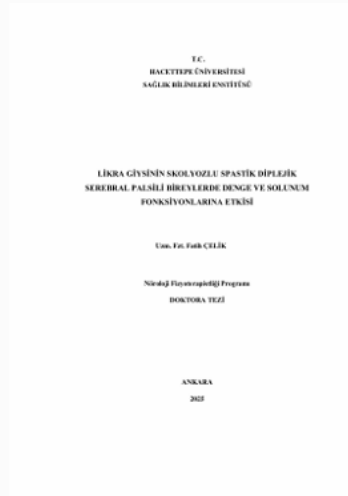 T.C.
HACETTEPE ÜNİVERSİTESİ
SAĞLIK BİLİMLERİ ENSTİTÜSÜ
LİKRA GİYSİNİN SKOLYOZLU SPASTİK DİPLEJİK
SEREBRAL PALSİLİ BİREYLERDE DENGE VE SOLUNUM
FONKSİYONLARINA ETKİSİ
Uzm. Fzt. Fatih ÇELİK
Nöroloji Fizyoterapistliği Programı
DOKTORA TEZİ
ANKARA
2025